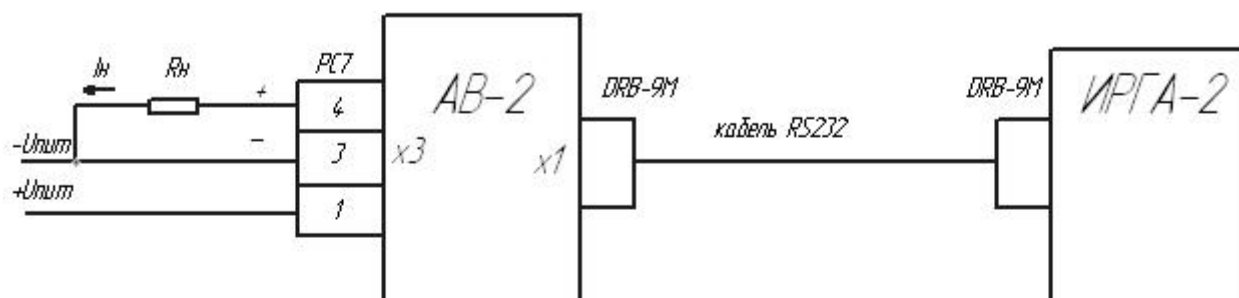 Iн
Rн
+
РС7
4
АВ-2
DRB-9M
DRB-9M
ИРГА-2
кабель RS232
-Uпит
–
3
x3
x1
+Uпит
1